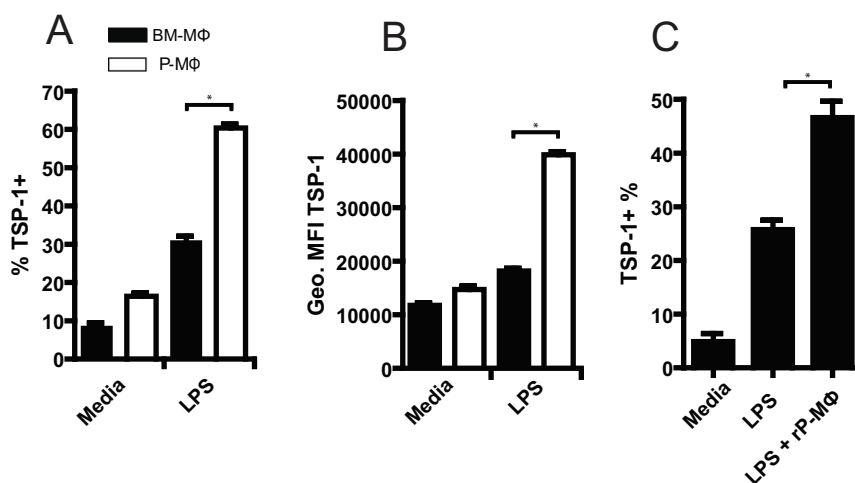 A
BM-MΦ
P-MΦ
% TSP-1+
70
60
50
40
30
20
10
0
*
Media
LPS
B
Geo. MFI TSP-1
50000
40000
30000
20000
10000
0
*
Media
LPS
C
TSP-1+ %
50
40
30
20
10
0
*
Media
LPS
LPS + rP-MΦ